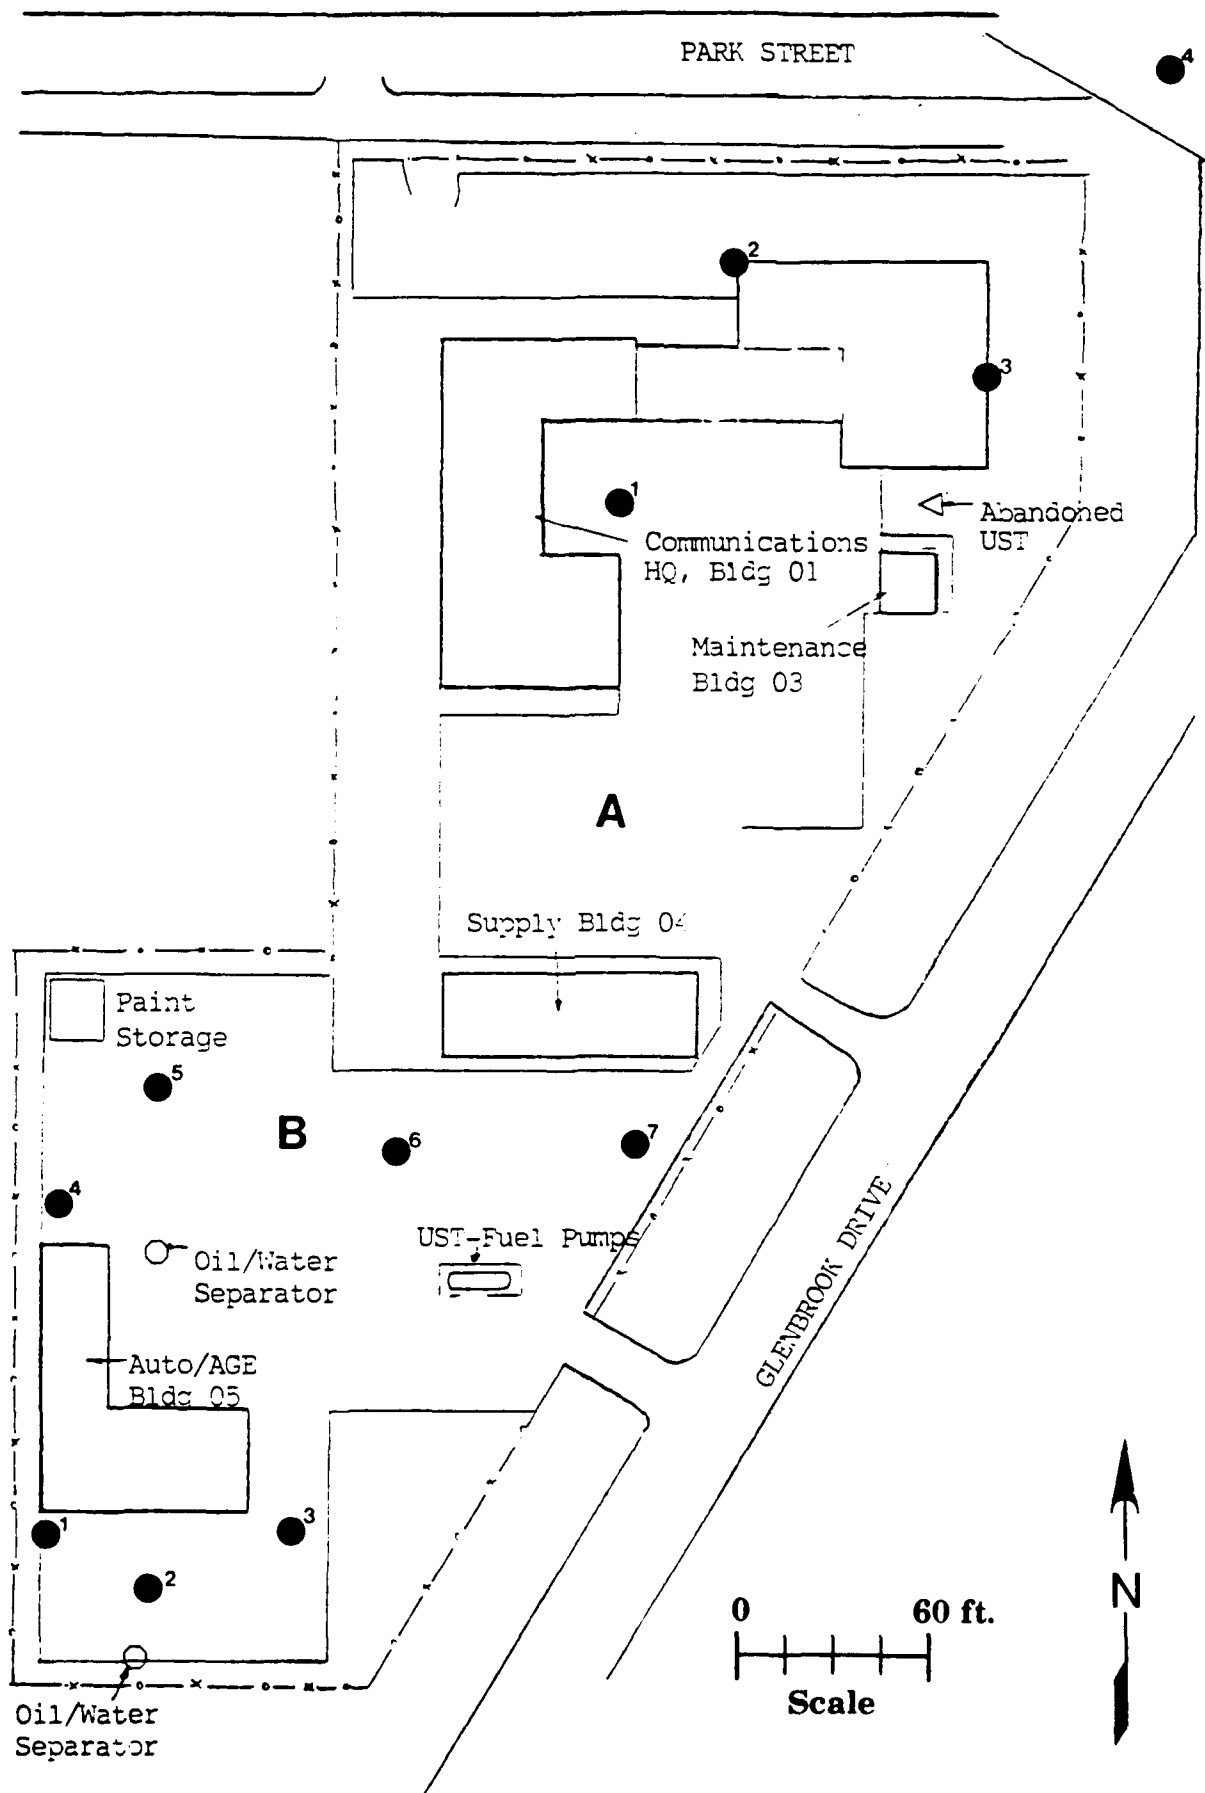 PARK STREET
4
2
3
1
Abandoned
UST
Communications
HQ, Bldg 01
Maintenance
Bldg 03
A
Supply Bldg 04
Paint
Storage
5
B
6
7
4
UST-Fuel Pumps
Oil/Water
Separator
GLENBROOK DRIVE
Auto/AGE
Bldg 05
1
3
2
N
0 60 ft.
Scale
Oil/Water
Separator